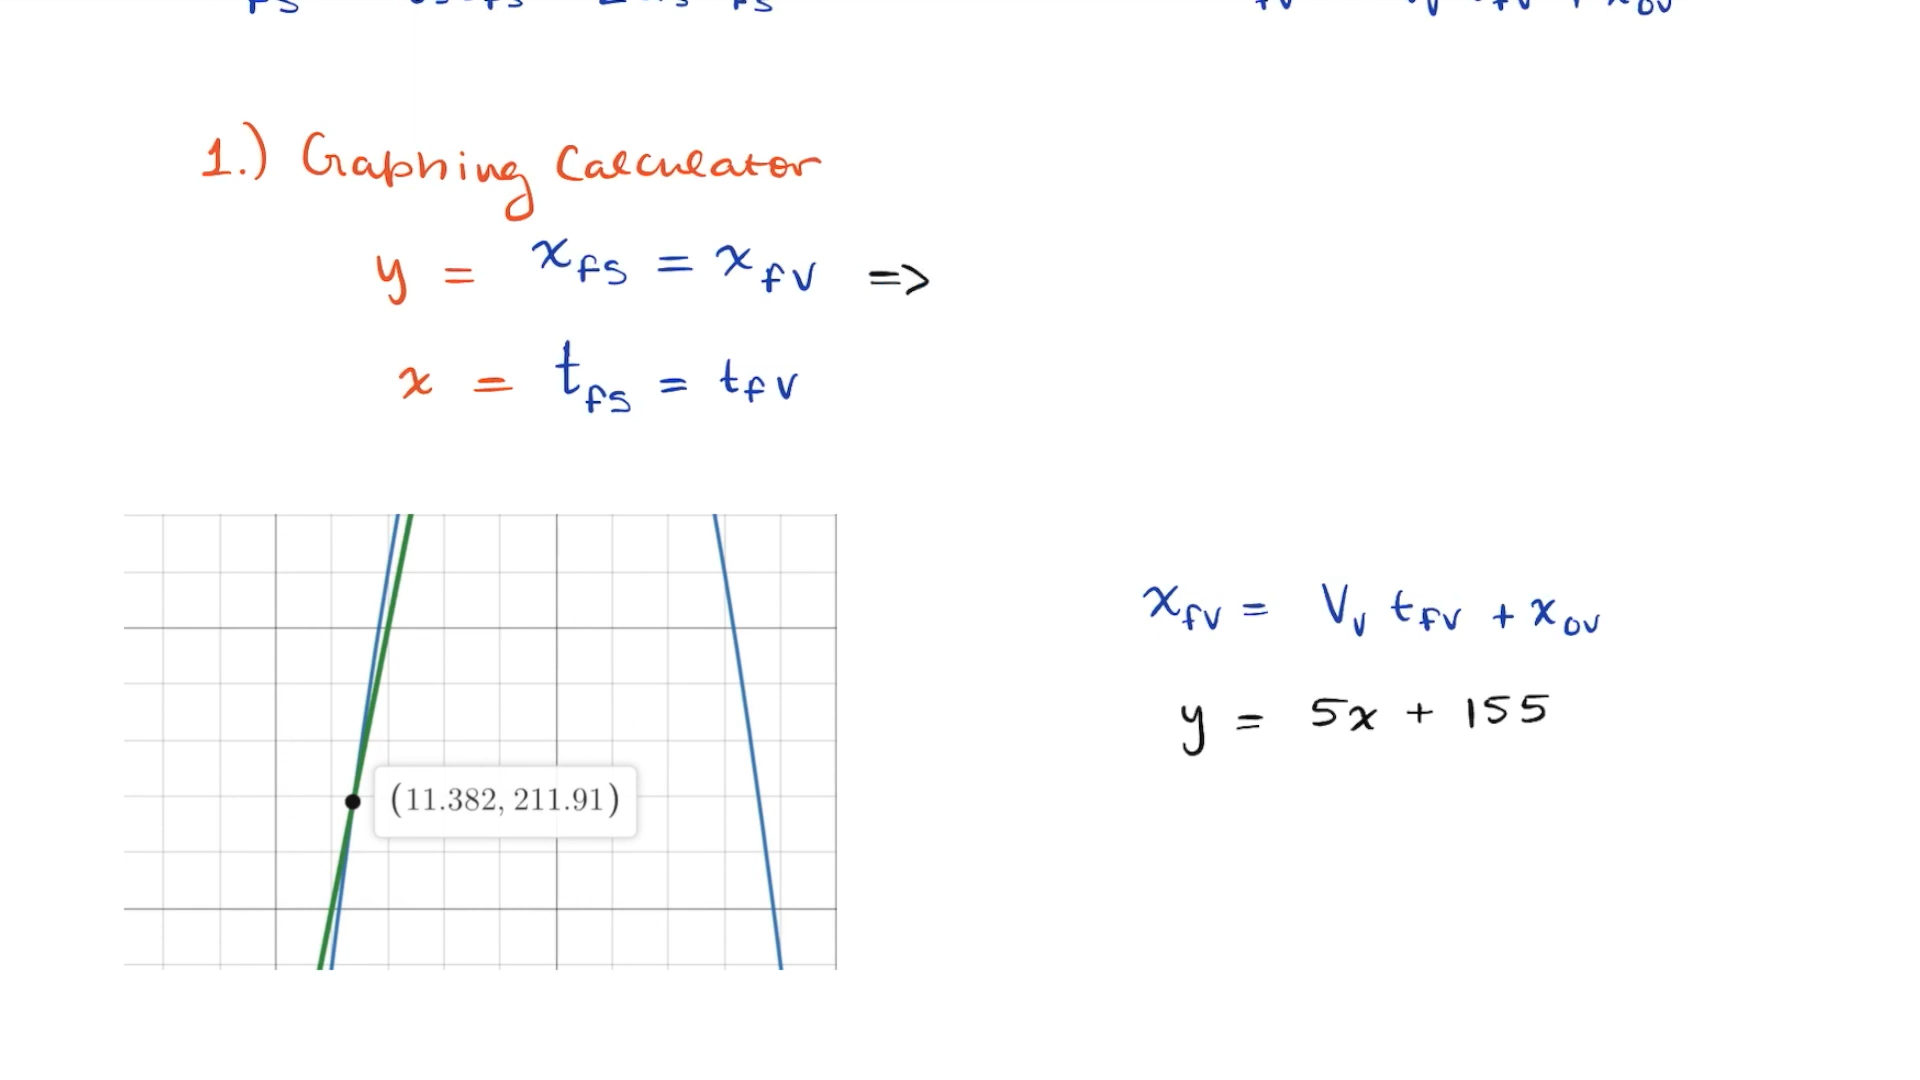 1.) Graphing Calculator
y = x_fs = x_fv =>
x = t_fs = t_fv
(11.382, 211.91)
x_fv = V_v t_fv + x_ov
y = 5x + 155